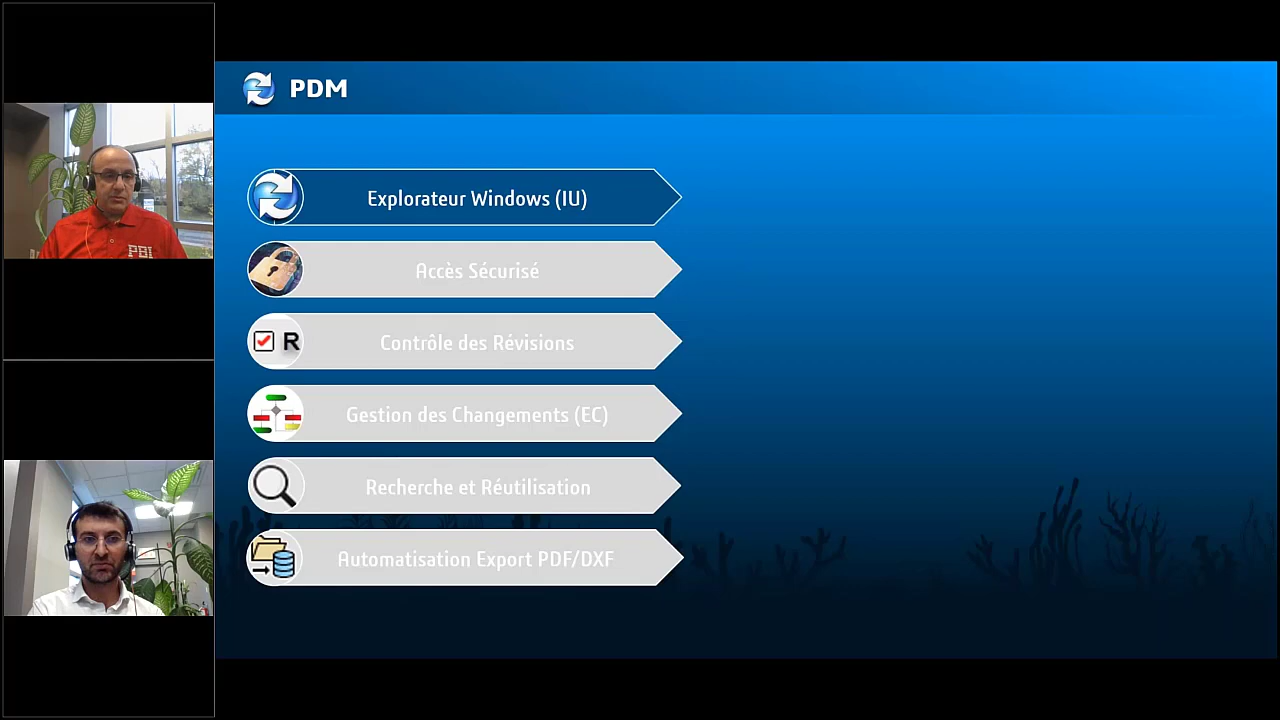 PDM
Explorateur Windows (IU)
Accès Sécurisé
R
Contrôle des Révisions
Gestion des Changements (EC)
Recherche et Réutilisation
Automatisation Export PDF/DXF
PBI